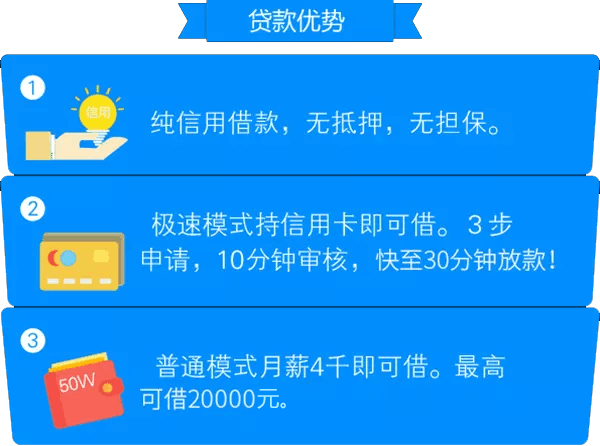 贷款优势
1
信用
纯信用借款，无抵押，无担保。
2
极速模式持信用卡即可借。3步
申请，10分钟审核，快至30分钟放款！
3
50W
普通模式月薪4千即可借。最高
可借20000元。